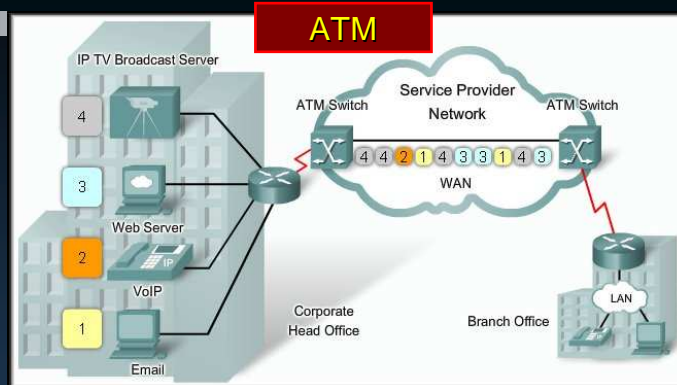 ATM
IP TV Broadcast Server
4
3
Web Server
2
IP
VoIP
1
Email
Corporate
Head Office
ATM Switch
Service Provider
Network
ATM Switch
4 4 2 1 4 3 3 1 4 3
WAN
Branch Office
LAN